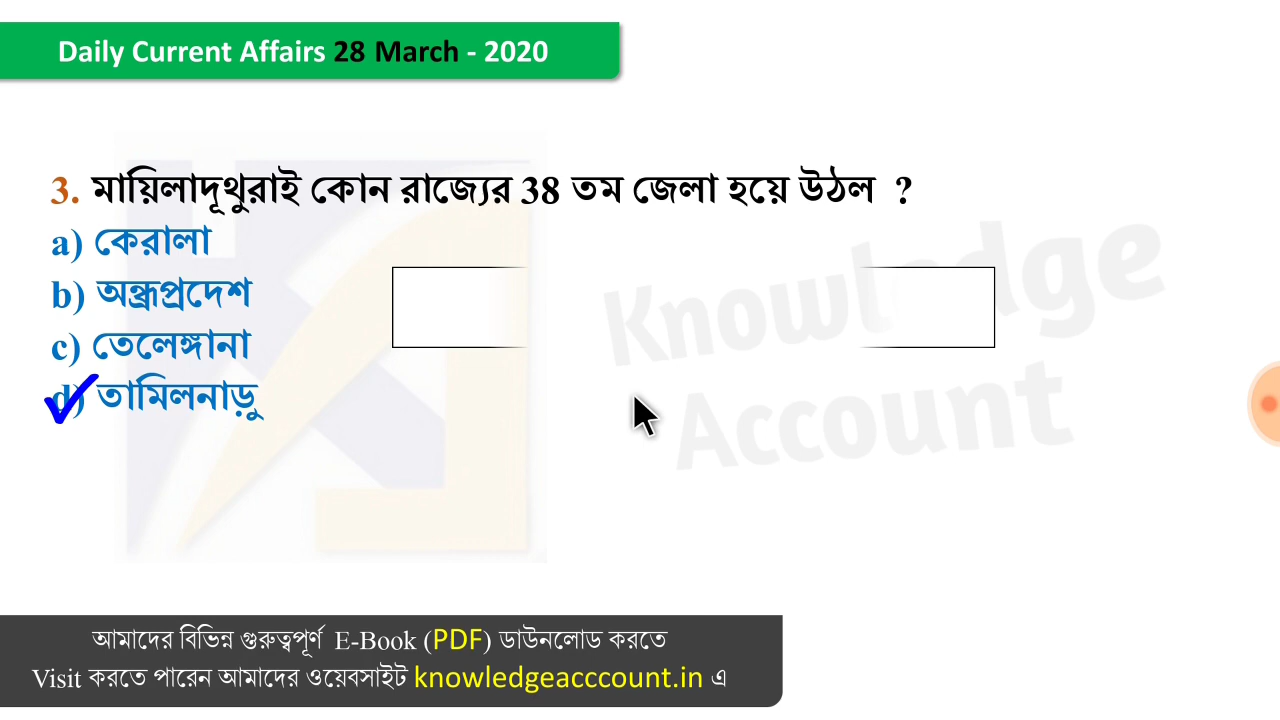 Daily Current Affairs 28 March - 2020
3. মায়িলাদূথুরাই কোন রাজ্যের 38 তম জেলা হয়ে উঠল ?
a) কেরালা
b) অন্ধ্রপ্রদেশ
c) তেলেঙ্গানা
d) তামিলনাড়ু
Knowledge
Account
আমাদের বিভিন্ন গুরুত্বপূর্ণ E-Book (PDF) ডাউনলোড করতে
Visit করতে পারেন আমাদের ওয়েবসাইট knowledgeacccount.in এ